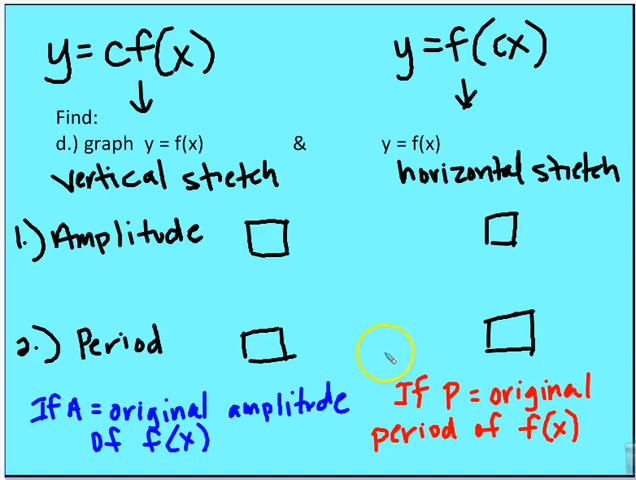 y = cf(x) y = f(cx)
Find:
d.) graph y = f(x) & y = f(x)
vertical stretch horizontal stretch
1.) Amplitude
2.) Period
If A = original amplitude of f(x)
If P = original period of f(x)